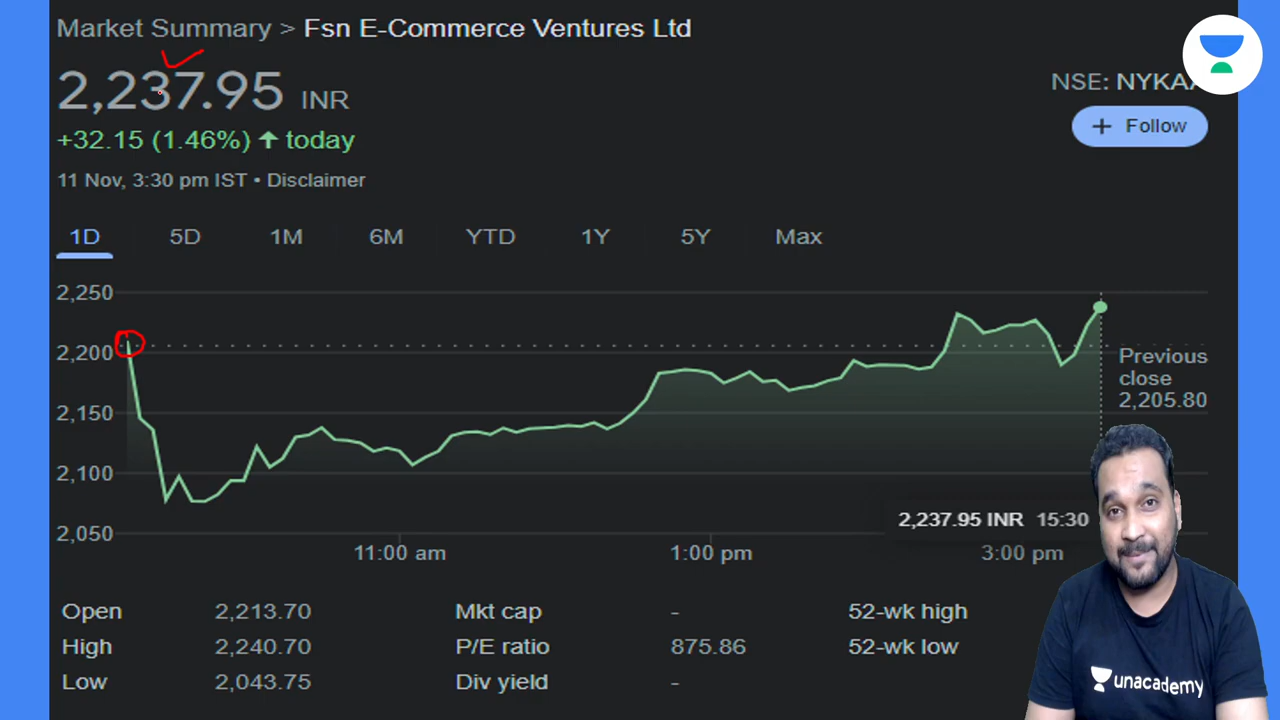 Market Summary > Fsn E-Commerce Ventures Ltd
2,237.95 INR
NSE: NYKAA
+32.15 (1.46%) ↑ today
+ Follow
11 Nov, 3:30 pm IST • Disclaimer
1D 5D 1M 6M YTD 1Y 5Y Max
2,250
2,200
2,150
2,100
2,050
Previous
close
2,205.80
2,237.95 INR 15:30
11:00 am 1:00 pm 3:00 pm
Open 2,213.70 Mkt cap - 52-wk high
High 2,240.70 P/E ratio 875.86 52-wk low
Low 2,043.75 Div yield -
unacademy